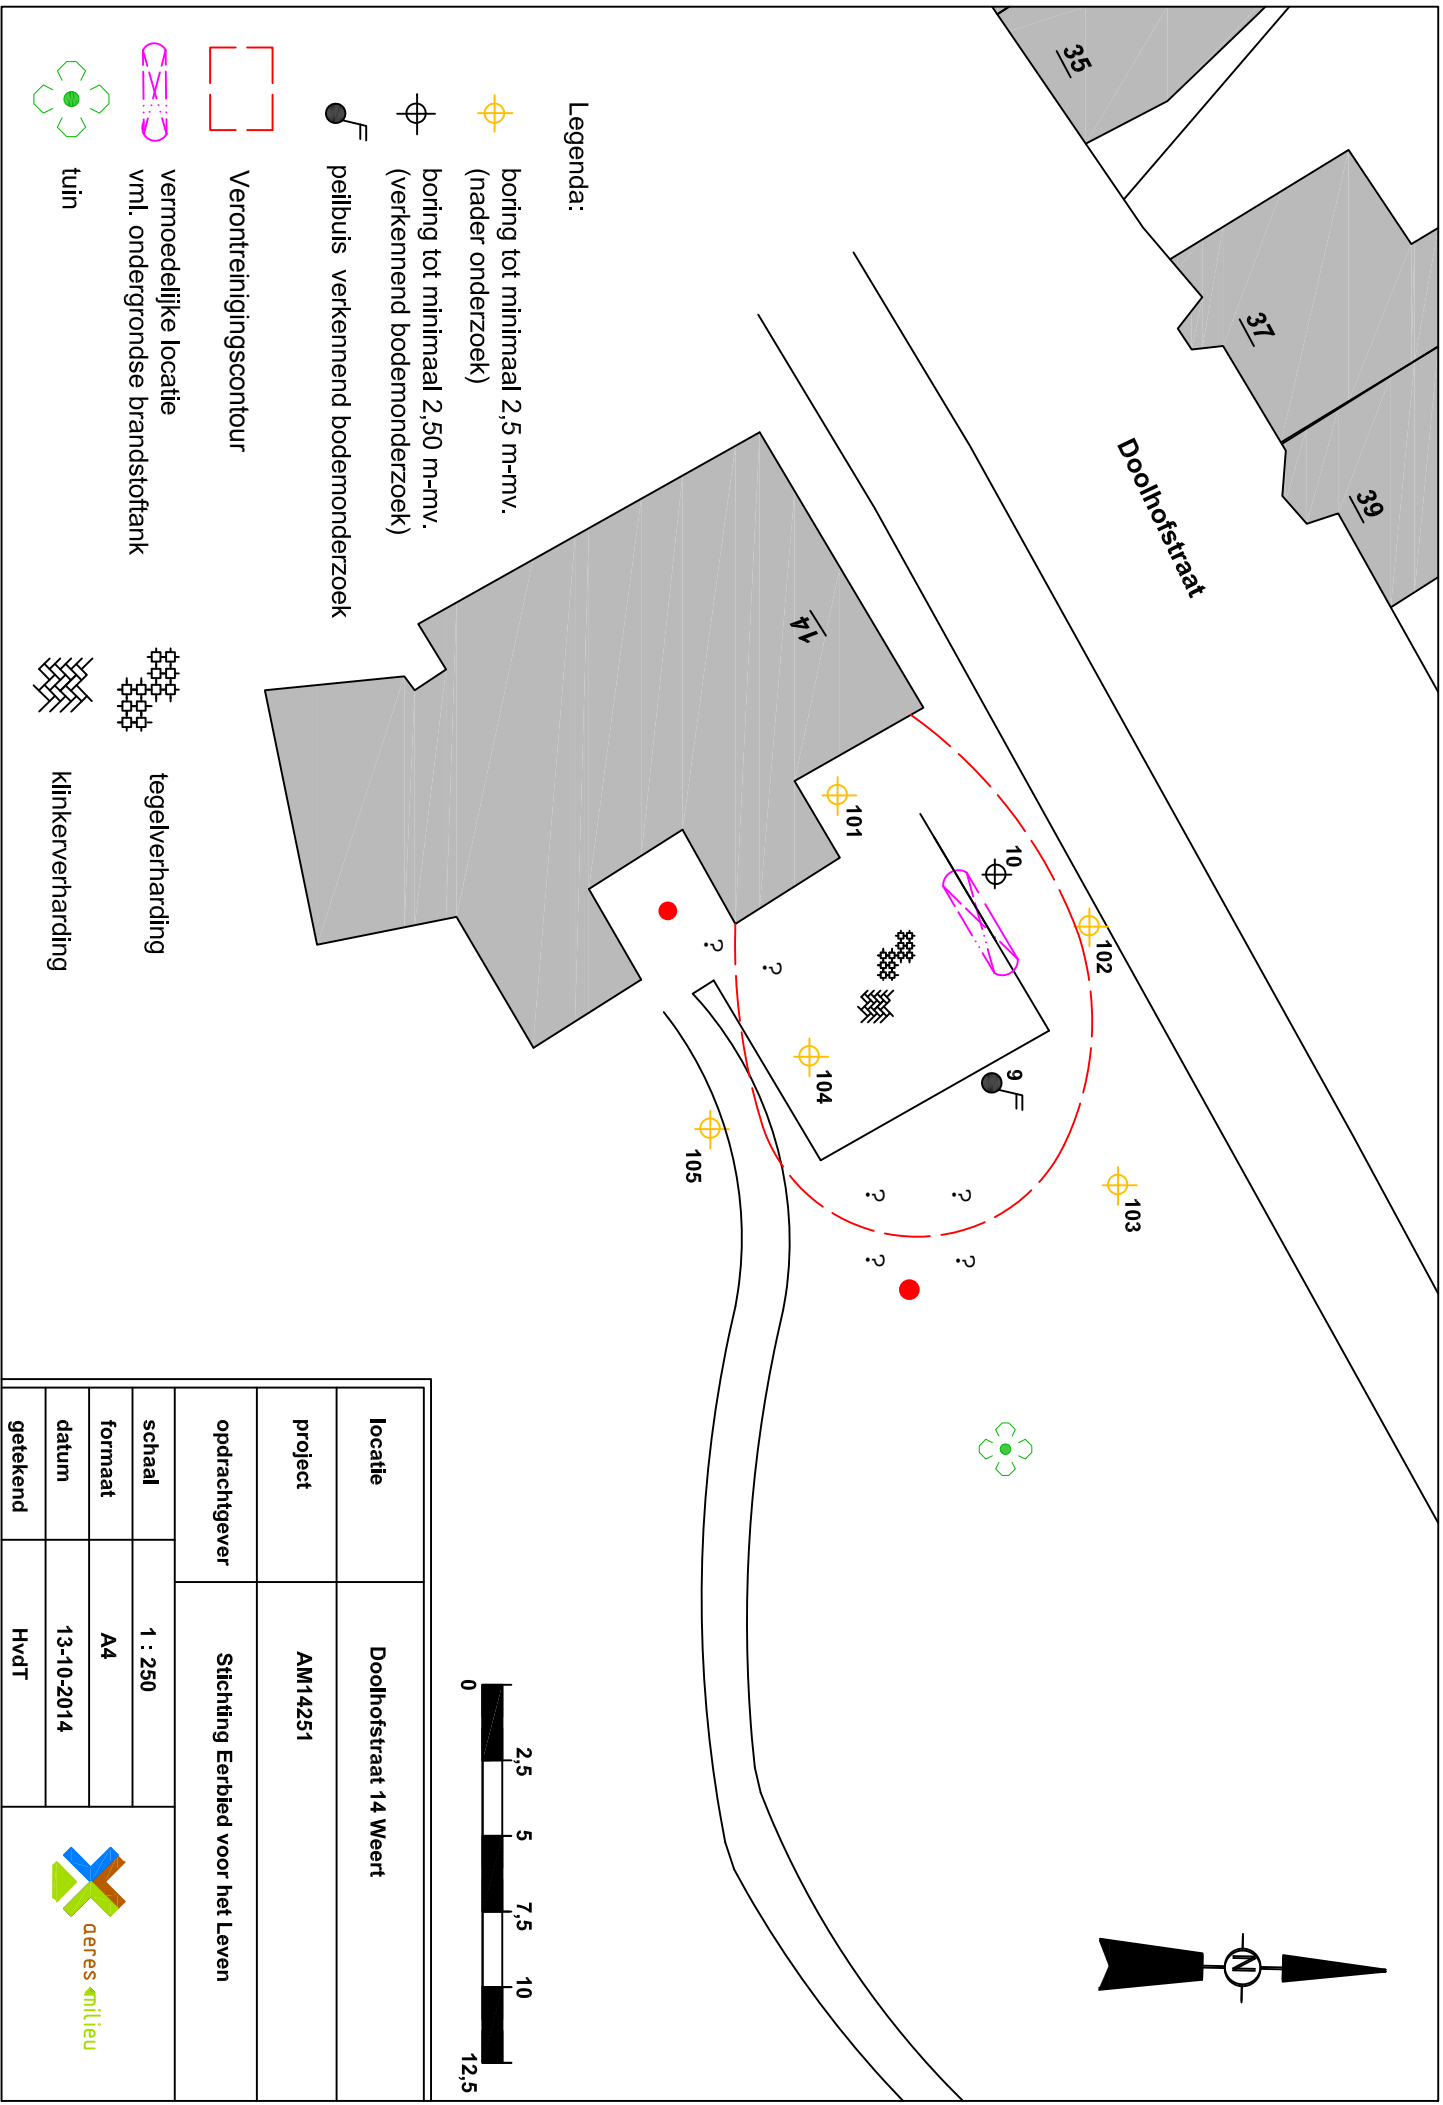 35
37
39
Doolhofstraat
14
101
10
102
9
104
103
105
?
?
?
?
?
?
N
Legenda:
boring tot minimaal 2,5 m-mv.
(nader onderzoek)
boring tot minimaal 2,50 m-mv.
(verkennend bodemonderzoek)
peilbuis verkennend bodemonderzoek
Verontreinigingscontour
vermoedelijke locatie
vml. ondergrondse brandstoftank
tuin
tegelverharding
klinkerverharding
0 2,5 5 7,5 10 12,5
locatie Doolhofstraat 14 Weert
project AM14251
opdrachtgever Stichting Eerbied voor het Leven
schaal 1 : 250
formaat A4
datum 13-10-2014
getekend HvdT
aeres milieu